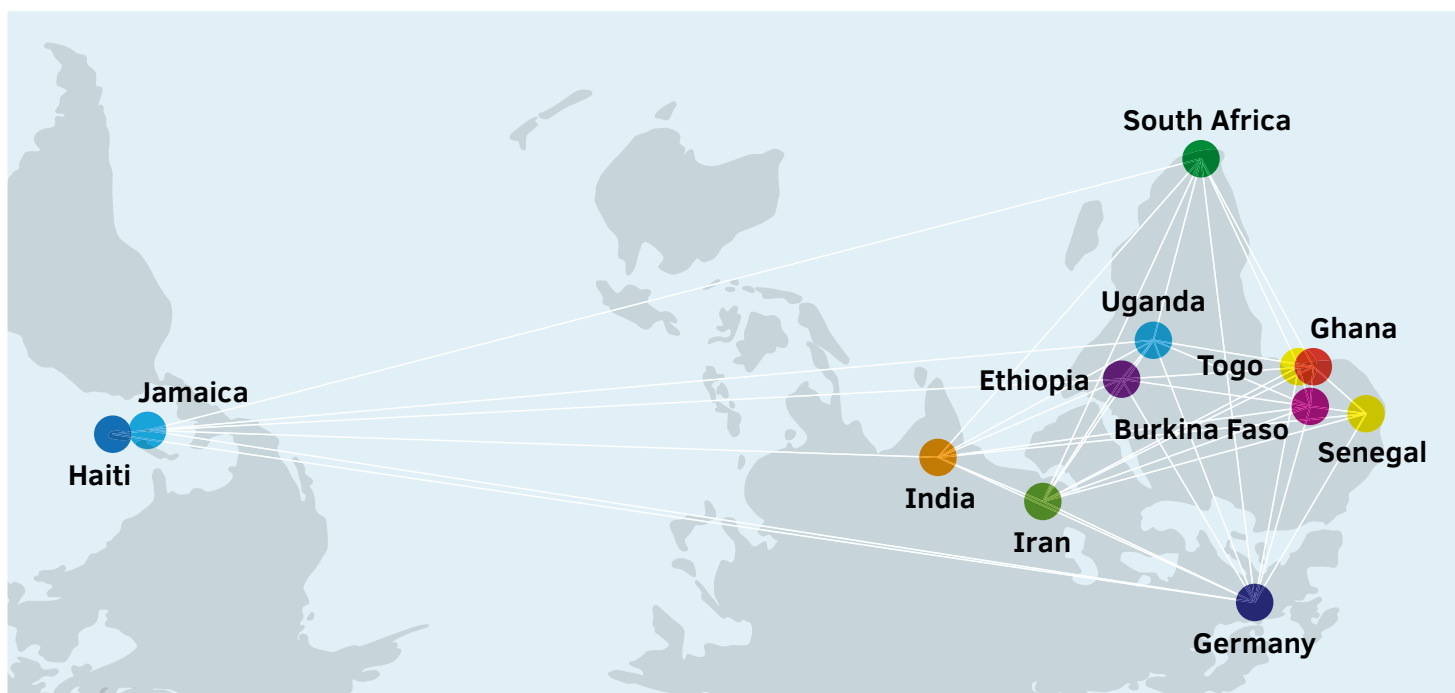 South Africa
Uganda
Ghana
Togo
Ethiopia
Jamaica
Burkina Faso
Senegal
Haiti
India
Iran
Germany